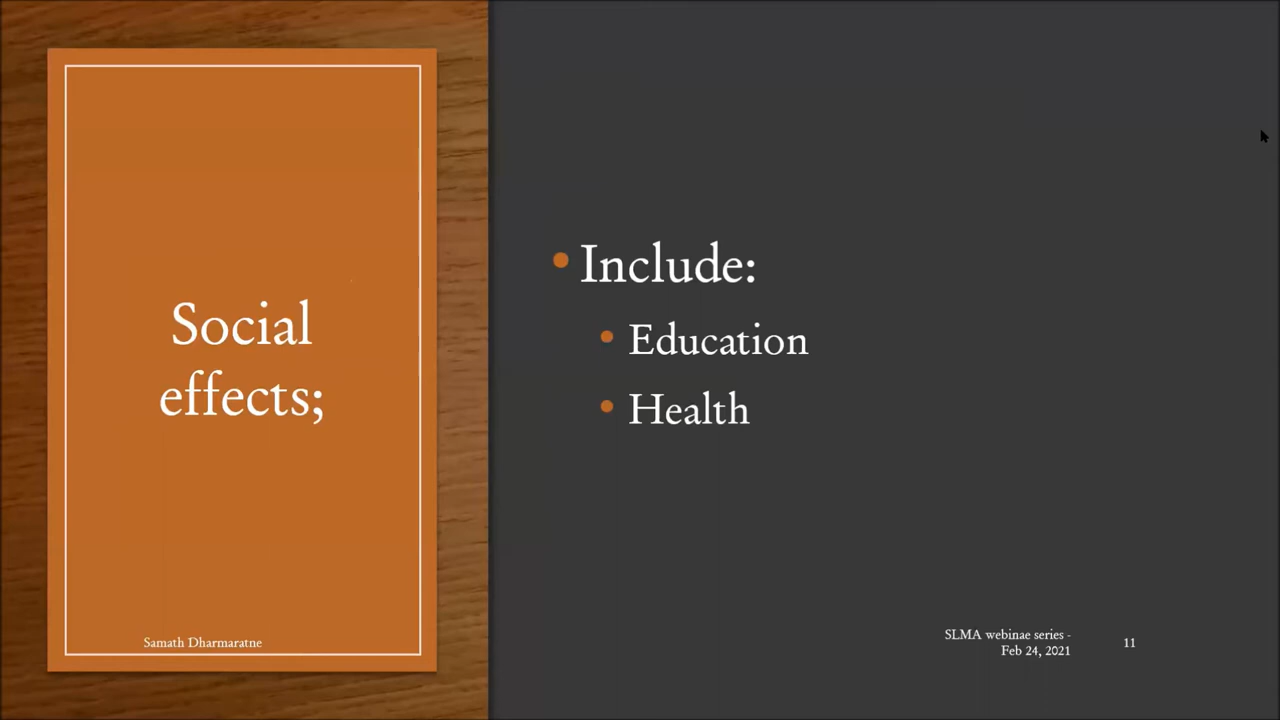 Social
effects;
Samath Dharmaratne
• Include:
• Education
• Health
SLMA webinae series -
Feb 24, 2021
11